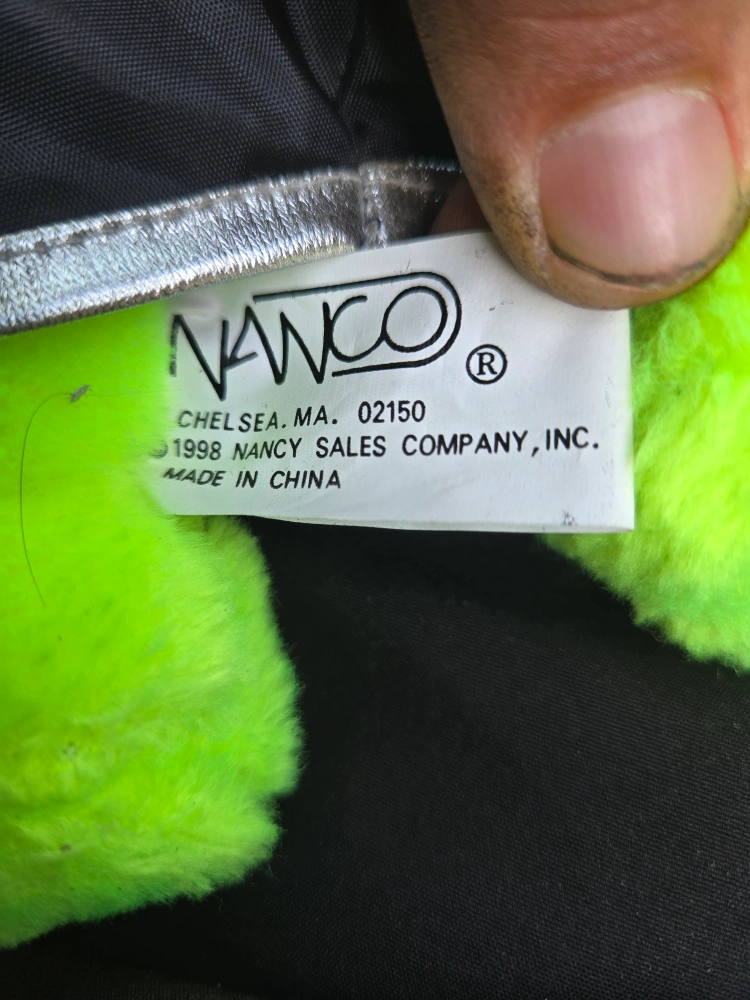 NANCO ®
CHELSEA. MA. 02150
©1998 NANCY SALES COMPANY, INC.
MADE IN CHINA